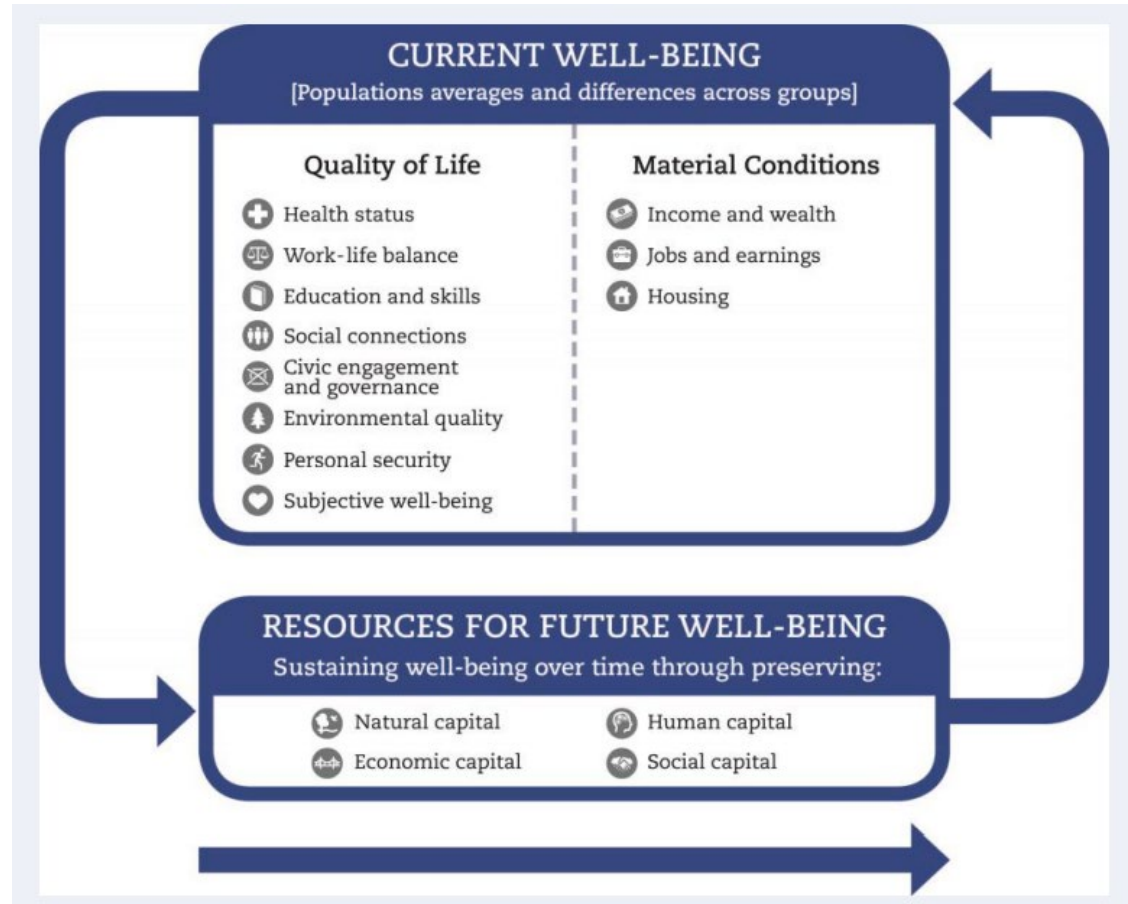 CURRENT WELL-BEING
[Populations averages and differences across groups]
Quality of Life
Health status
Work-life balance
Education and skills
Social connections
Civic engagement
and governance
Environmental quality
Personal security
Subjective well-being
Material Conditions
Income and wealth
Jobs and earnings
Housing
RESOURCES FOR FUTURE WELL-BEING
Sustaining well-being over time through preserving:
Natural capital
Economic capital
Human capital
Social capital